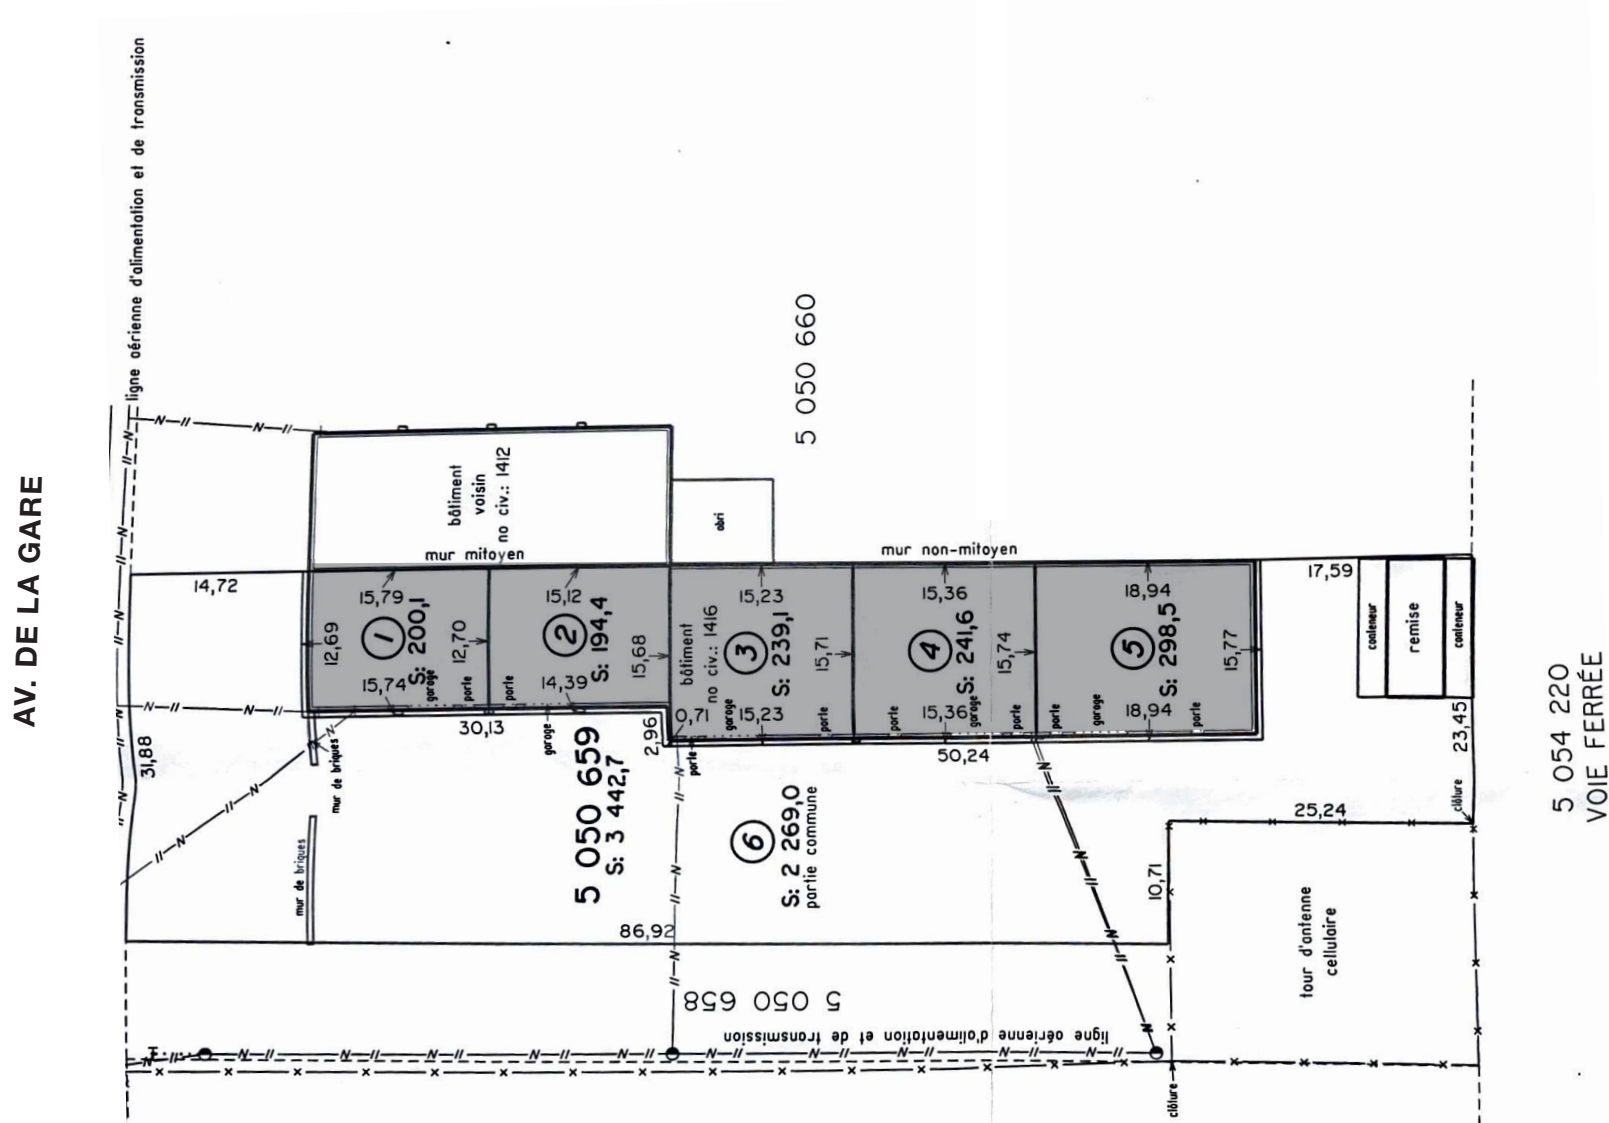 AV. DE LA GARE
ligne aérienne d'alimentation et de transmission
14,72
31,88
mur de briques
mur de briques
bâtiment
voisin
no civ.: 1412
mur mitoyen
abri
5 050 660
mur non-mitoyen
12,69
15,79
1
S: 200,1
15,74
garage
porte
12,70
15,12
2
S: 194,4
14,39
porte
garage
15,68
30,13
2,96
0,71
bâtiment
no civ.: 1416
15,23
3
S: 239,1
15,23
garage
porte
porte
15,71
15,36
4
S: 241,6
15,36
porte
garage
porte
15,74
18,94
5
S: 298,5
18,94
porte
garage
porte
15,77
50,24
5 050 659
S: 3 442,7
6
S: 2 269,0
partie commune
86,92
5 050 658
ligne aérienne d'alimentation et de transmission
17,59
conteneur
remise
conteneur
23,45
clôture
25,24
10,71
tour d'antenne
cellulaire
clôture
5 054 220
VOIE FERRÉE